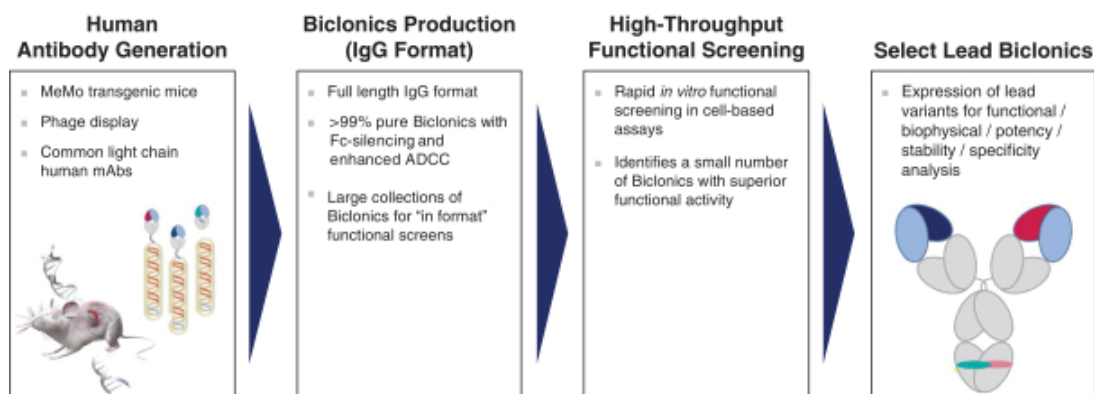 Human
Antibody Generation
MeMo transgenic mice
Phage display
Common light chain
human mAbs
Biclonics Production
(IgG Format)
Full length IgG format
>99% pure Biclonics with
Fc-silencing and
enhanced ADCC
Large collections of
Biclonics for "in format"
functional screens
High-Throughput
Functional Screening
Rapid in vitro functional
screening in cell-based
assays
Identifies a small number
of Biclonics with superior
functional activity
Select Lead Biclonics
Expression of lead
variants for functional /
biophysical / potency /
stability / specificity
analysis